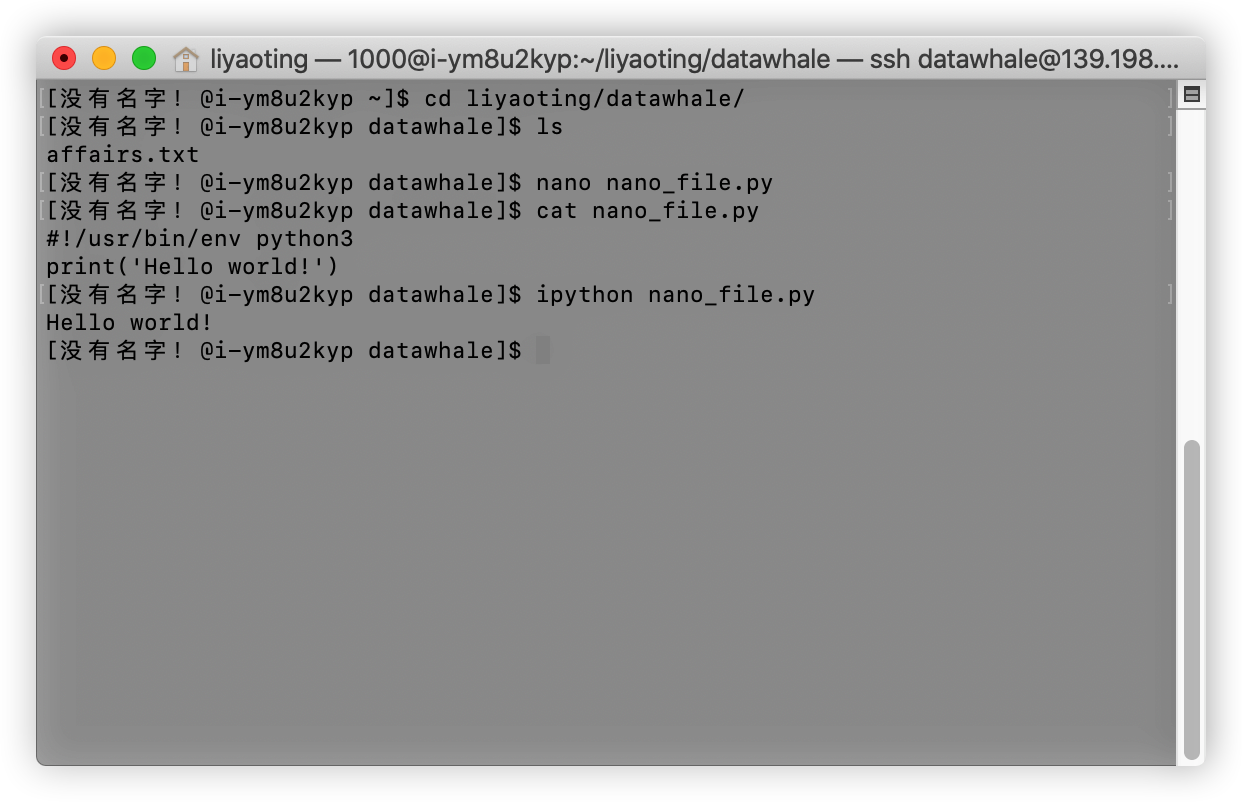 liyaoting — 1000@i-ym8u2kyp:~/liyaoting/datawhale — ssh datawhale@139.198....
[[没有名字！@i-ym8u2kyp ~]$ cd liyaoting/datawhale/ ]
[[没有名字！@i-ym8u2kyp datawhale]$ ls ]
affairs.txt
[[没有名字！@i-ym8u2kyp datawhale]$ nano nano_file.py ]
[[没有名字！@i-ym8u2kyp datawhale]$ cat nano_file.py ]
#!/usr/bin/env python3
print('Hello world!')
[[没有名字！@i-ym8u2kyp datawhale]$ ipython nano_file.py ]
Hello world!
[没有名字！@i-ym8u2kyp datawhale]$